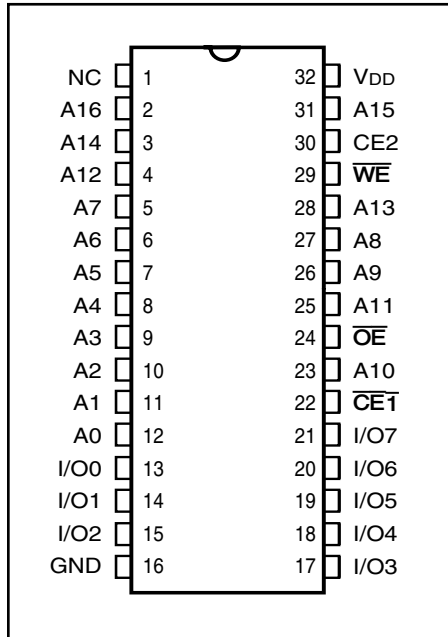 NC 1 32 VDD
A16 2 31 A15
A14 3 30 CE2
A12 4 29 W̅E̅
A7 5 28 A13
A6 6 27 A8
A5 7 26 A9
A4 8 25 A11
A3 9 24 O̅E̅
A2 10 23 A10
A1 11 22 C̅E̅1̅
A0 12 21 I/O7
I/O0 13 20 I/O6
I/O1 14 19 I/O5
I/O2 15 18 I/O4
GND 16 17 I/O3